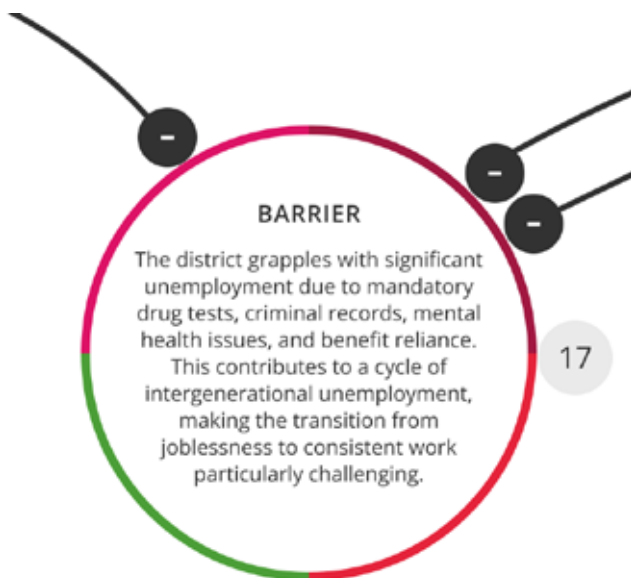 BARRIER
The district grapples with significant
unemployment due to mandatory
drug tests, criminal records, mental
health issues, and benefit reliance.
This contributes to a cycle of
intergenerational unemployment,
making the transition from
joblessness to consistent work
particularly challenging.
-
-
-
17